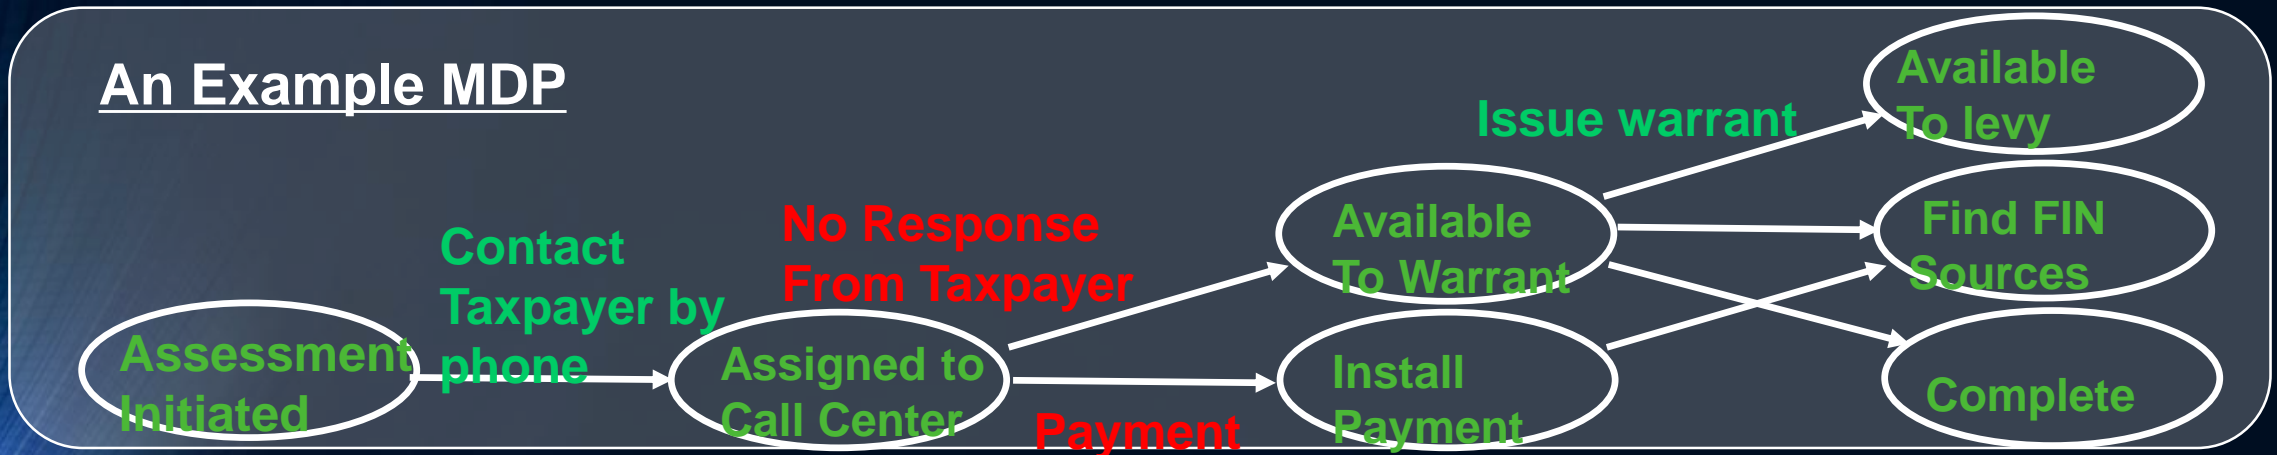 An Example MDP
Assessment
Initiated
Contact
Taxpayer by
phone
Assigned to
Call Center
No Response
From Taxpayer
Payment
Available
To Warrant
Install
Payment
Issue warrant
Available
To levy
Find FIN
Sources
Complete